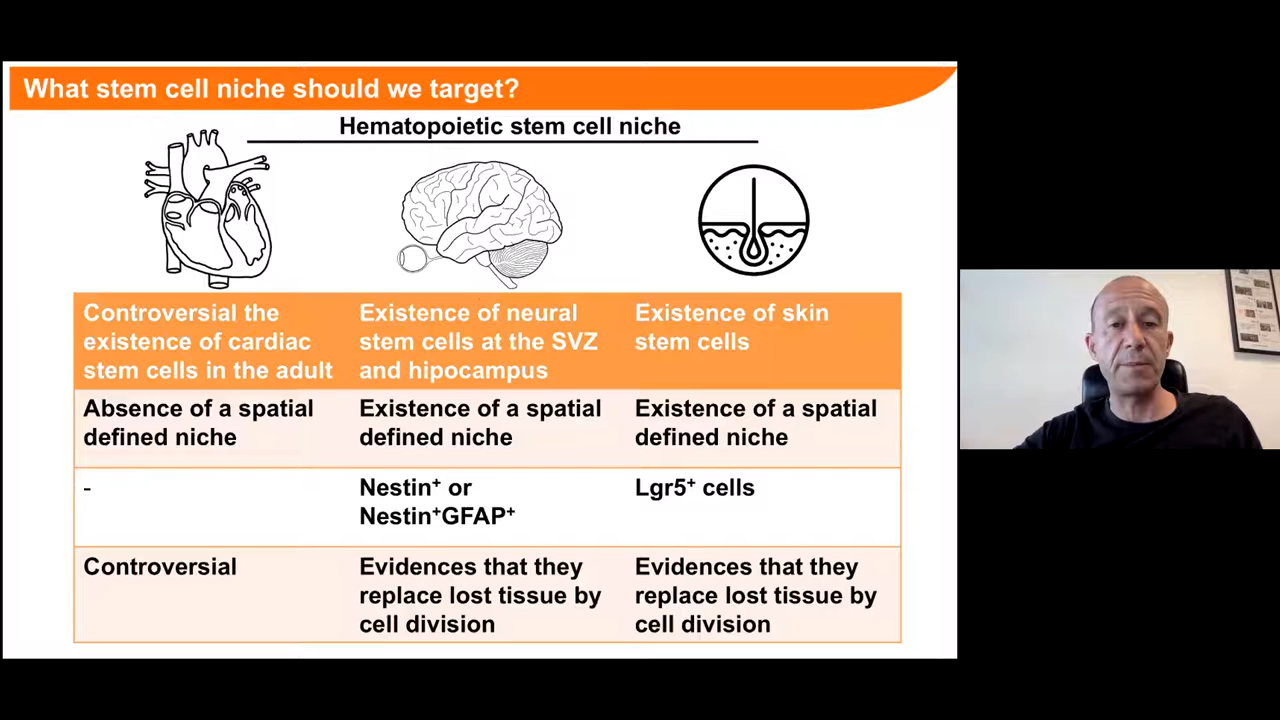 What stem cell niche should we target?
Hematopoietic stem cell niche
Controversial the
existence of cardiac
stem cells in the adult
Existence of neural
stem cells at the SVZ
and hipocampus
Existence of skin
stem cells
Absence of a spatial
defined niche
Existence of a spatial
defined niche
Existence of a spatial
defined niche
-
Nestin⁺ or
Nestin⁺GFAP⁺
Lgr5⁺ cells
Controversial
Evidences that they
replace lost tissue by
cell division
Evidences that they
replace lost tissue by
cell division